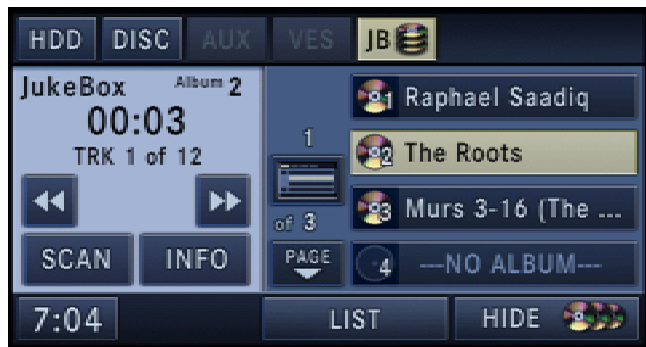 HDD DISC AUX VES JB
JukeBox Album 2
00:03
TRK 1 of 12
SCAN INFO
1
of 3
PAGE
1 Raphael Saadiq
2 The Roots
3 Murs 3-16 (The ...
4 ---NO ALBUM---
7:04 LIST HIDE